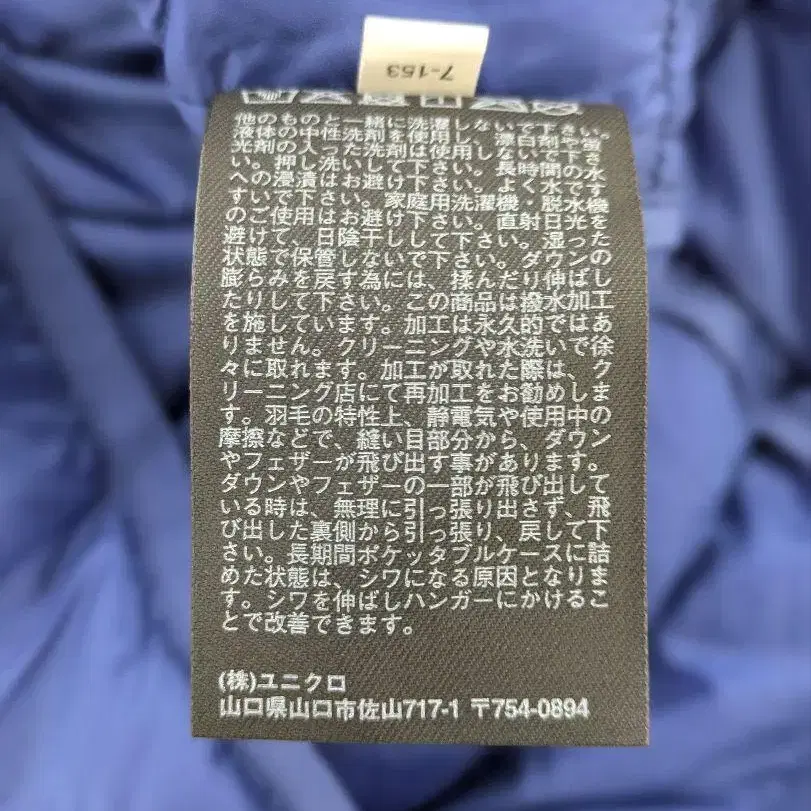 7-153
他のものと一緒に洗濯しないで下さい。
液体の中性洗剤を使用し、漂白剤や蛍
光剤の入った洗剤は使用しないで下さ
い。押し洗いして下さい。長時間の水
への浸漬はお避け下さい。よく水です
すいで下さい。家庭用洗濯機・脱水機
のご使用はお避け下さい。直射日光を
避けて、日陰干しして下さい。湿った
状態で保管しないで下さい。ダウンの
膨らみを戻す為には、揉んだり伸ばし
たりして下さい。この商品は撥水加工
を施しています。加工は永久的ではあ
りません。クリーニングや水洗いで徐
々に取れます。加工が取れた際は、ク
リーニング店にて再加工をお勧めしま
す。羽毛の特性上、静電気や使用中の
摩擦などで、縫い目部分から、ダウン
やフェザーが飛び出す事があります。
ダウンやフェザーの一部が飛び出して
いる時は、無理に引っ張り出さず、飛
び出した裏側から引っ張り、戻して下
さい。長期間ポケッタブルケースに詰
めた状態は、シワになる原因となりま
す。シワを伸ばしハンガーにかけるこ
とで改善できます。
(株)ユニクロ
山口県山口市佐山717-1 〒754-0894